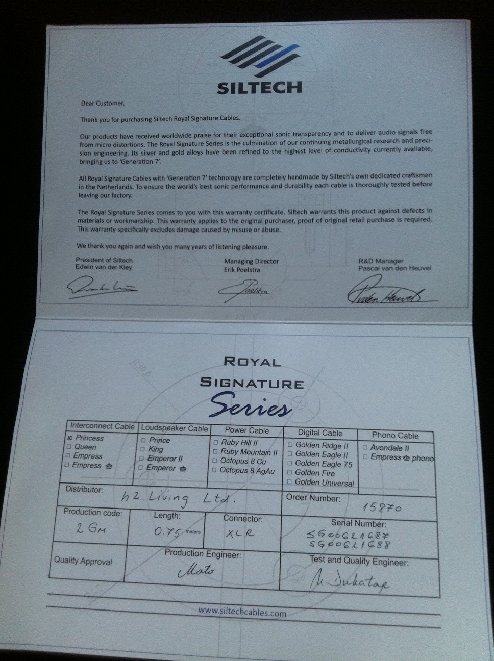 SILTECH
Dear Customer,
Thank you for purchasing Siltech Royal Signature Cables.
Our products have received worldwide praise for their exceptional sonic transparency and to deliver audio signals free
from micro distortions. The Royal Signature Series is the culmination of our continuing metallurgical research and preci-
sion engineering. Its silver and gold alloys have been refined to the highest level of conductivity currently available,
bringing us to 'Generation 7'.
All Royal Signature Cables with 'Generation 7' technology are completely handmade by Siltech's own dedicated craftsmen
in the Netherlands. To ensure the world's best sonic performance and durability each cable is thoroughly tested before
leaving our factory.
The Royal Signature Series comes to you with this warranty certificate. Siltech warrants this product against defects in
materials or workmanship. This warranty applies to the original purchaser, proof of original retail purchase is required.
This warranty specifically excludes damage caused by misuse or abuse.
We thank you again and wish you many years of listening pleasure.
President of Siltech Managing Director R&D Manager
Edwin van der Kley Erik Poelstra Pascal van den Heuvel
ROYAL
SIGNATURE
Series
Interconnect Cable Loudspeaker Cable Power Cable Digital Cable Phono Cable
Princess Prince Ruby Hill II Golden Ridge II Avondale II
Queen King Ruby Mountain II Golden Eagle II Empress phono
Empress Emperor II Octopus 8 Cu Golden Eagle 75
Empress Emperor Octopus 8 AgAu Golden Fire
Golden Universal
Distributor: h2 Living Ltd. Order Number: 15870
Production code: Length: Connector: Serial Number:
2 GM 0.75 meters XLR SG00GL1G87
SG00GL1G88
Quality Approval Production Engineer: Test and Quality Engineer:
www.siltechcables.com